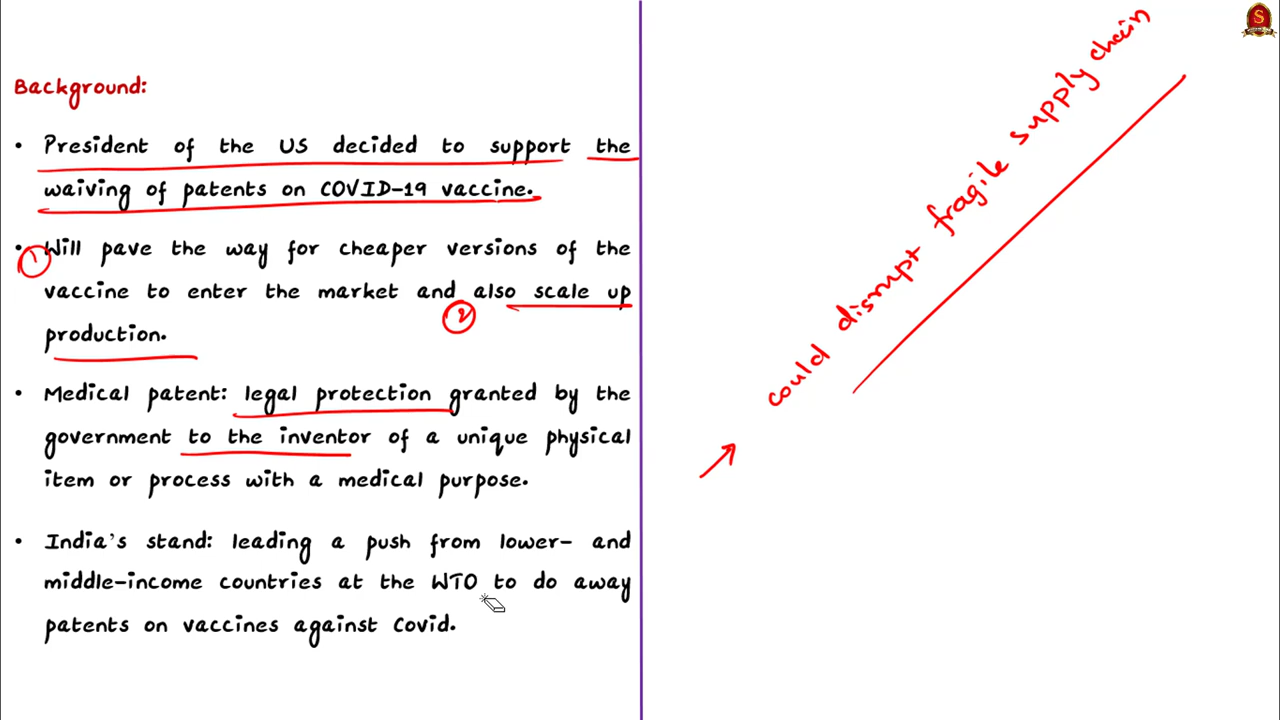 Background:
• President of the US decided to support the
waiving of patents on COVID-19 vaccine.
• Will pave the way for cheaper versions of the
vaccine to enter the market and also scale up
production.
1
2
• Medical patent: legal protection granted by the
government to the inventor of a unique physical
item or process with a medical purpose.
• India's stand: leading a push from lower- and
middle-income countries at the WTO to do away
patents on vaccines against Covid.
→ could disrupt fragile supply chain
S